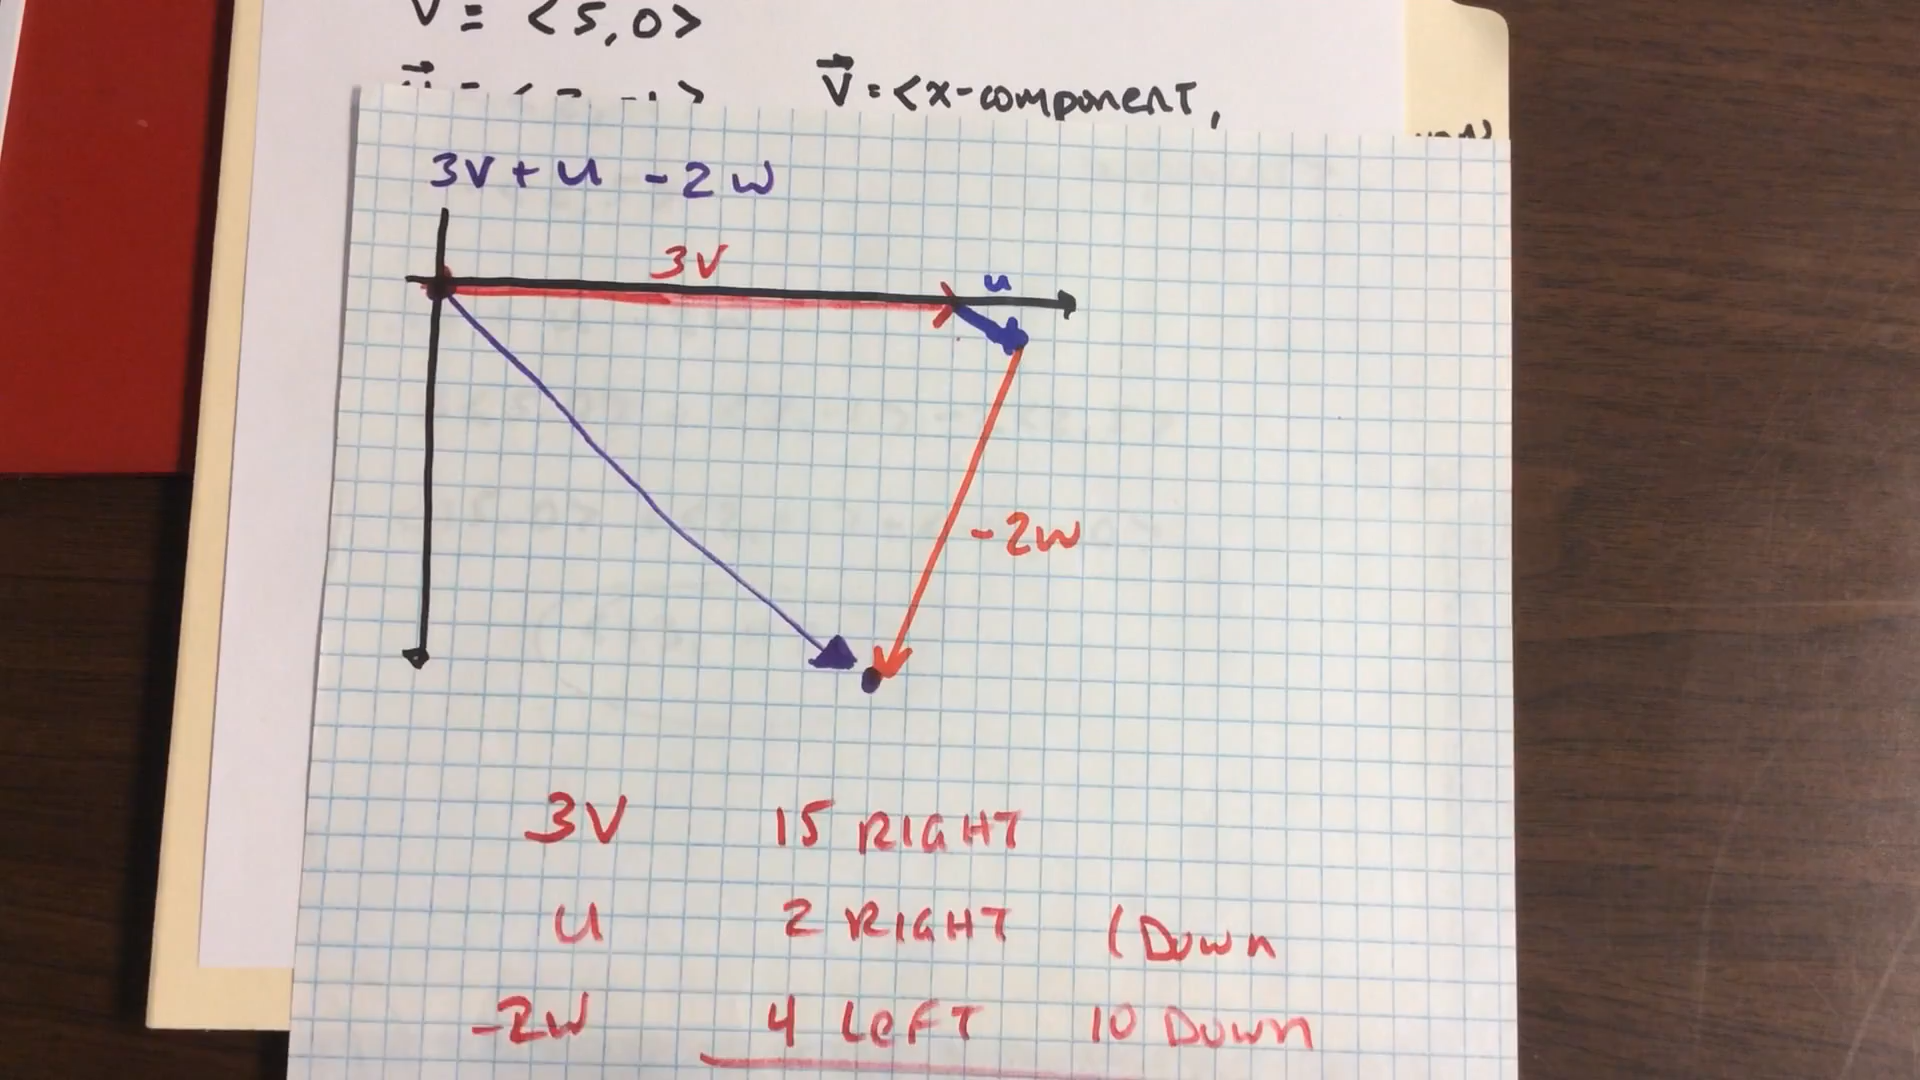 V = <5,0>
V = <x-component,
3V + u - 2w
3V
u
-2w
3V 15 RIGHT
u 2 RIGHT 1 Down
-2w 4 LeFT 10 Down